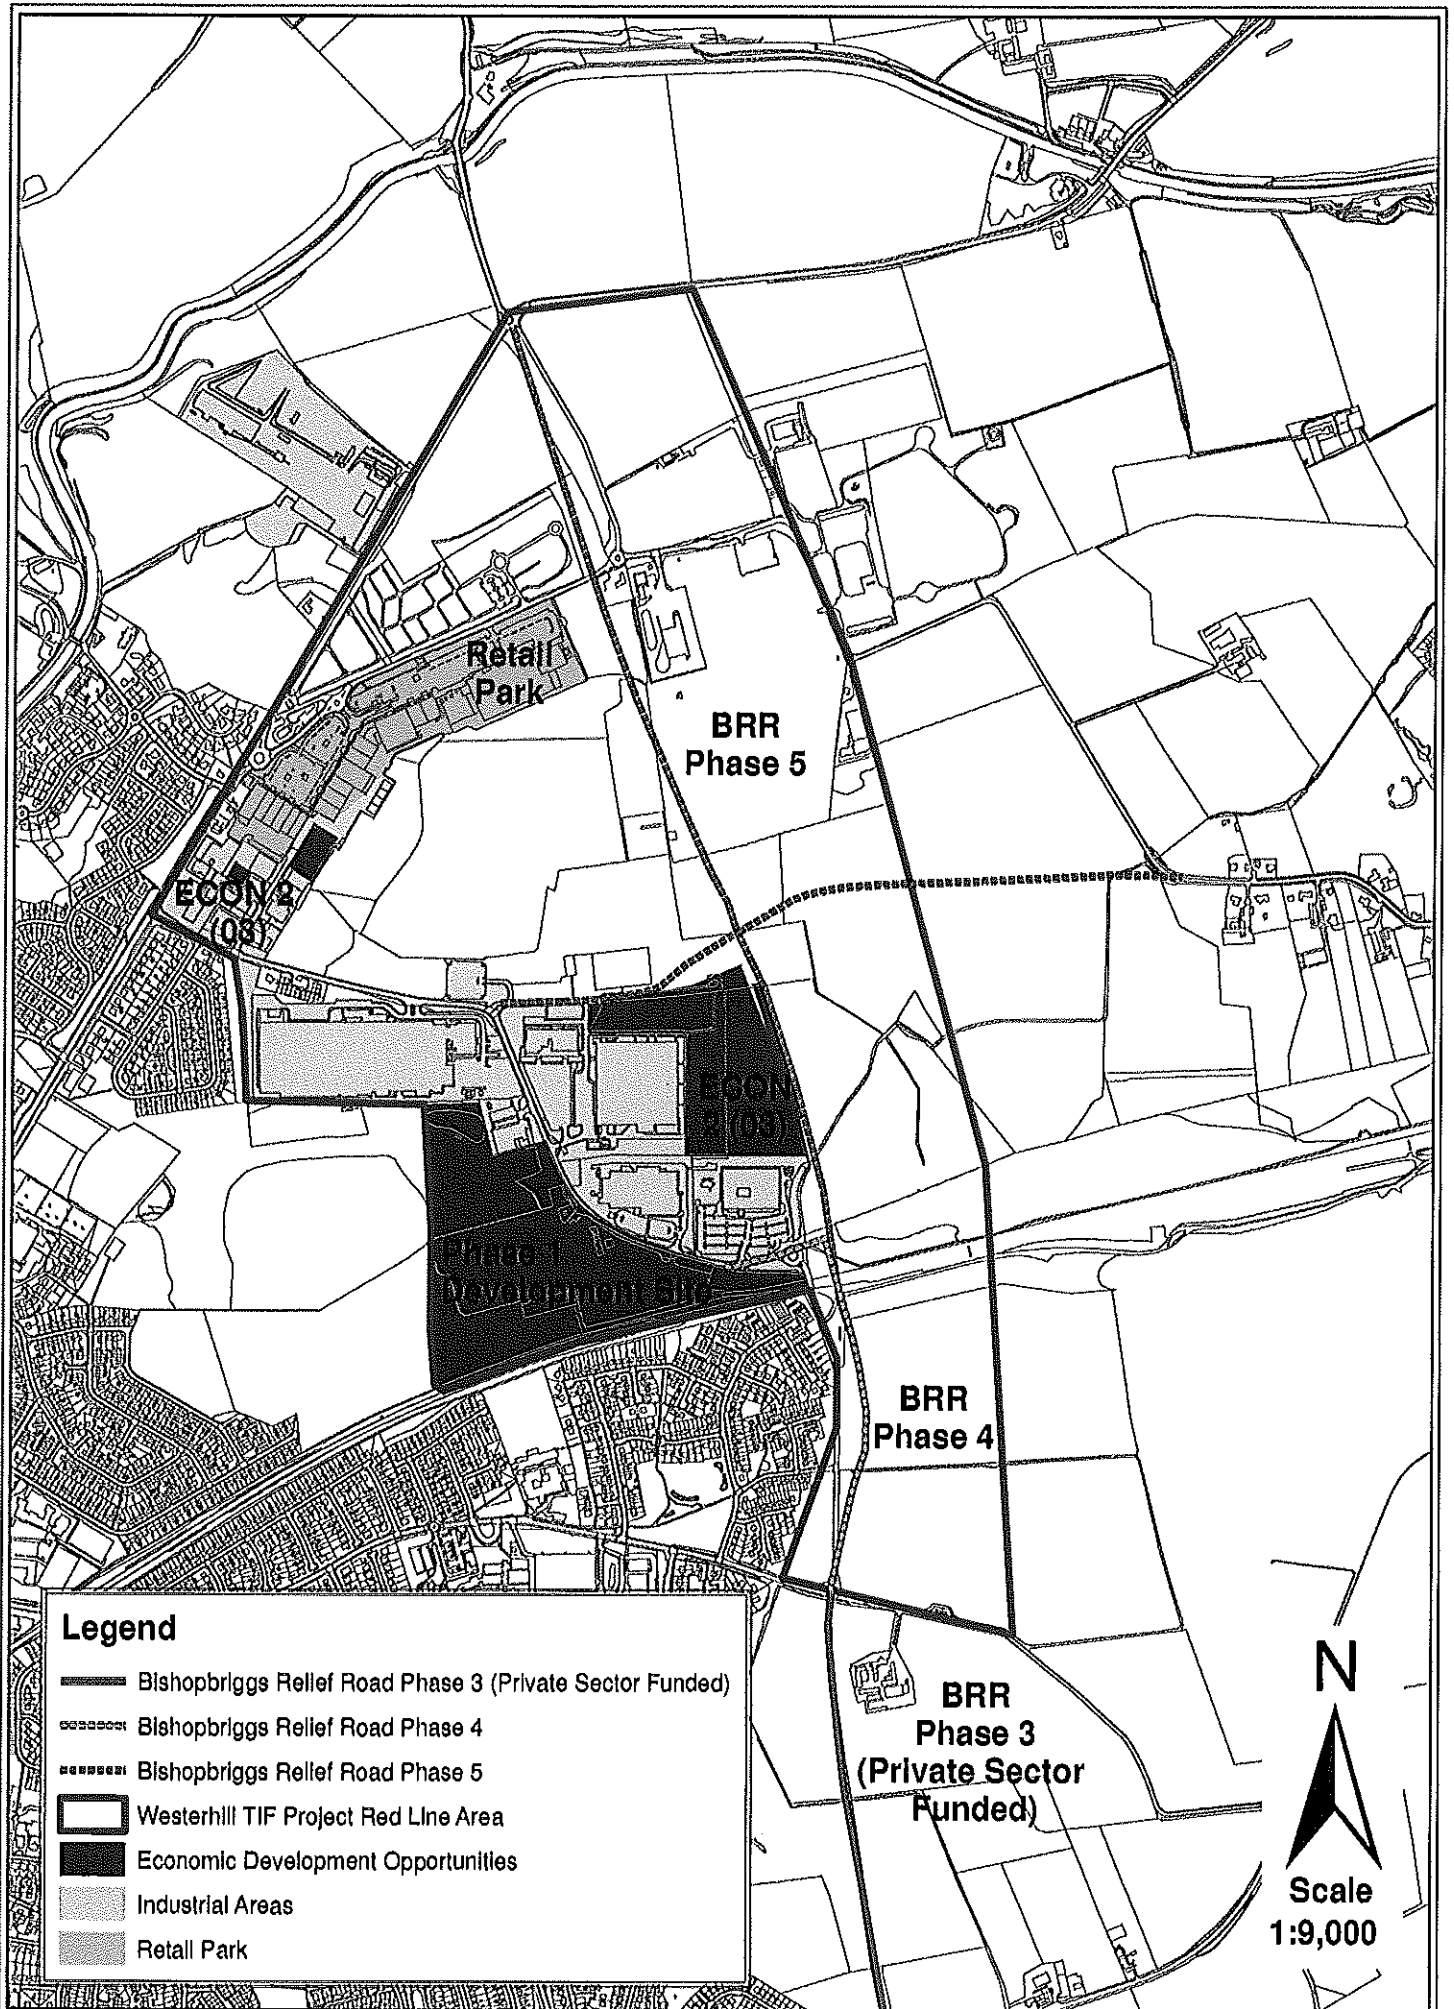 Retail
Park
BRR
Phase 5
ECON 2
(03)
ECON
2 (03)
Phase 1
Development Site
BRR
Phase 4
BRR
Phase 3
(Private Sector
Funded)
Legend
Bishopbriggs Relief Road Phase 3 (Private Sector Funded)
Bishopbriggs Relief Road Phase 4
Bishopbriggs Relief Road Phase 5
Westerhill TIF Project Red Line Area
Economic Development Opportunities
Industrial Areas
Retail Park
N
Scale
1:9,000